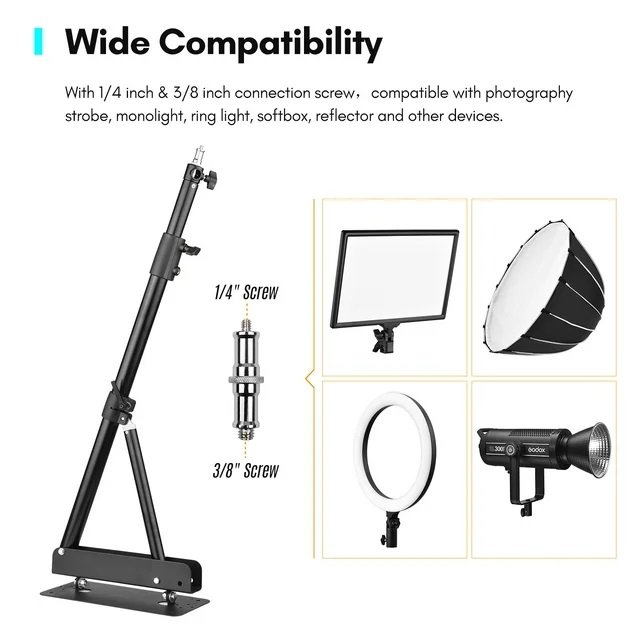 Wide Compatibility
With 1/4 inch & 3/8 inch connection screw，compatible with photography
strobe, monolight, ring light, softbox, reflector and other devices.
1/4" Screw
3/8" Screw
Godox